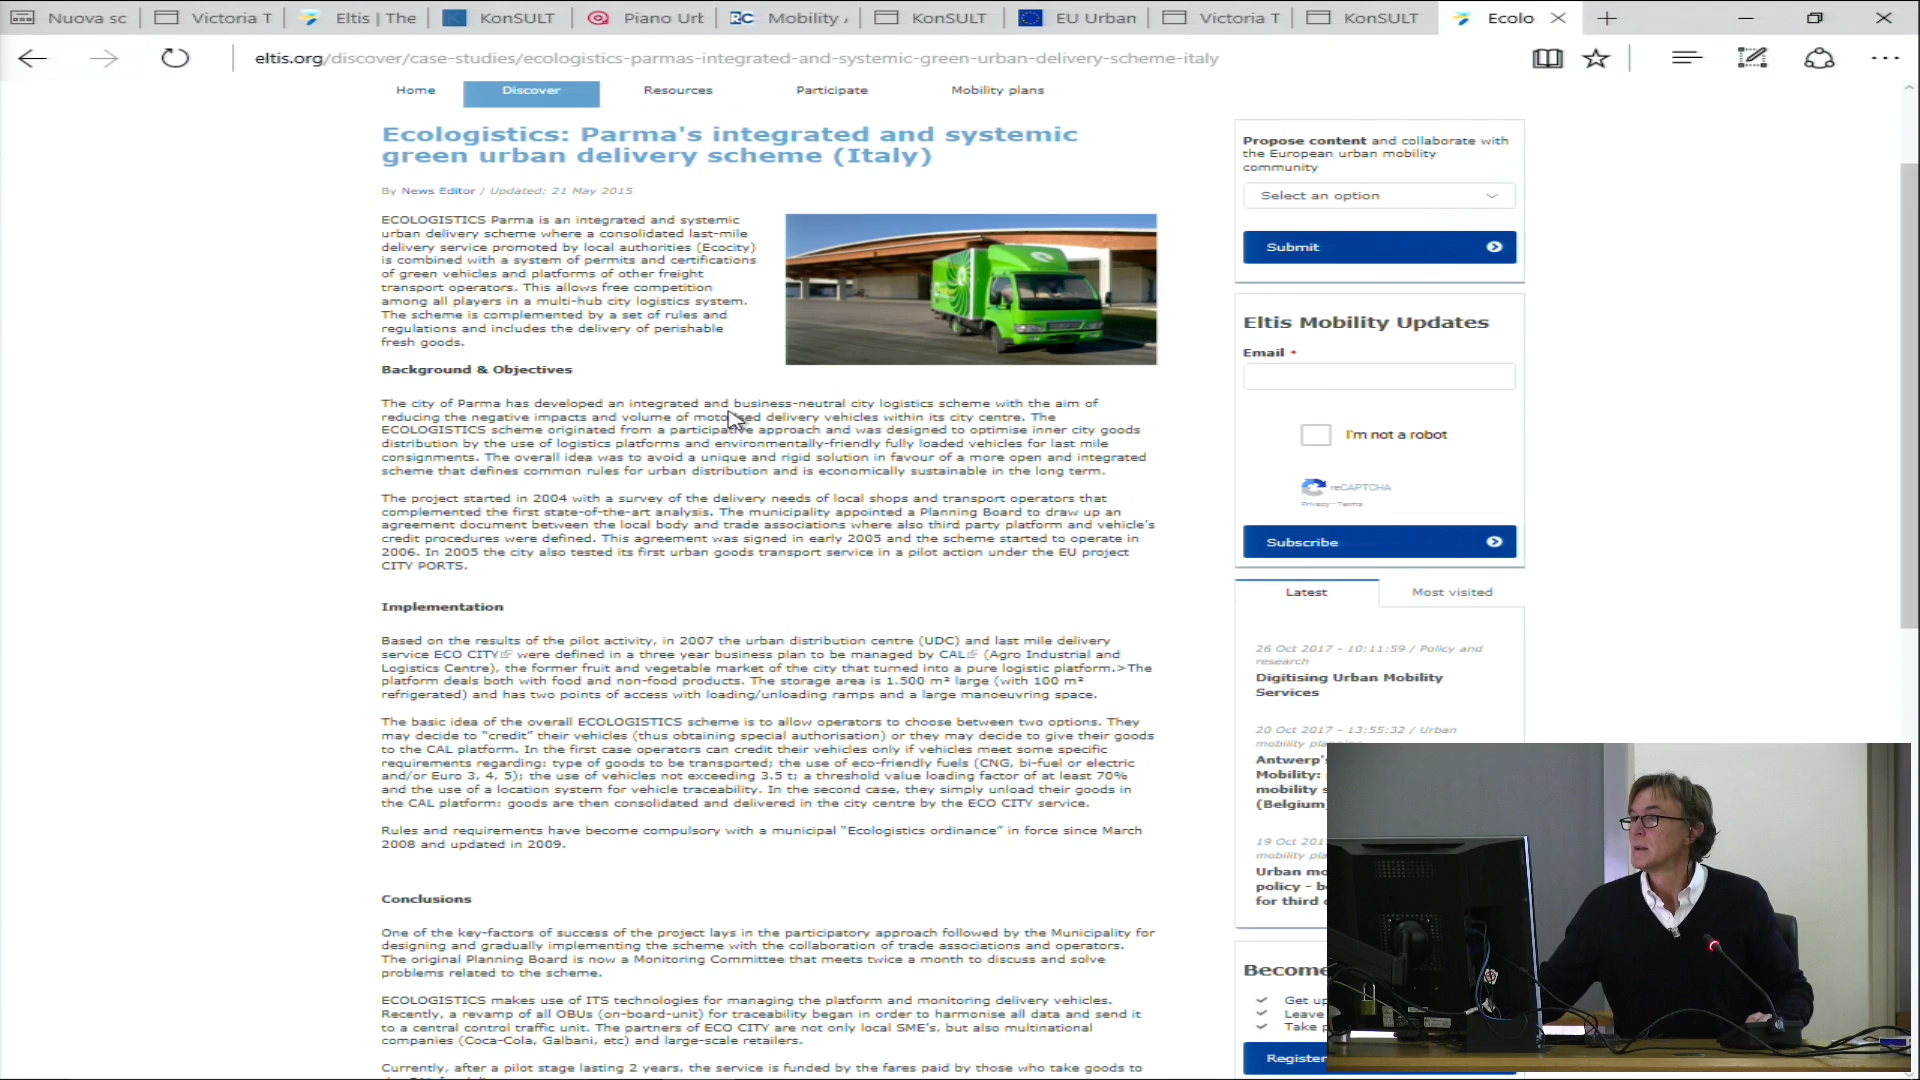 Nuova sc
Victoria T
Eltis | The
KonSULT
Piano Urb
Mobility
KonSULT
EU Urban
Victoria T
KonSULT
Ecolo
eltis.org/discover/case-studies/ecologistics-parmas-integrated-and-systemic-green-urban-delivery-scheme-italy
Home Discover Resources Participate Mobility plans
Ecologistics: Parma's integrated and systemic
green urban delivery scheme (Italy)
By News Editor / Updated: 21 May 2015
ECOLOGISTICS Parma is an integrated and systemic
urban delivery scheme where a consolidated last-mile
delivery service promoted by local authorities (Ecocity)
is combined with a system of permits and certifications
of green vehicles and platforms of other freight
transport operators. This allows free competition
among all players in a multi-hub city logistics system.
The scheme is complemented by a set of rules and
regulations and includes the delivery of perishable
fresh goods.
Background & Objectives
The city of Parma has developed an integrated and business-neutral city logistics scheme with the aim of
reducing the negative impacts and volume of motorised delivery vehicles within its city centre. The
ECOLOGISTICS scheme originated from a participative approach and was designed to optimise inner city goods
distribution by the use of logistics platforms and environmentally-friendly fully loaded vehicles for last mile
consignments. The overall idea was to avoid a unique and rigid solution in favour of a more open and integrated
scheme that defines common rules for urban distribution and is economically sustainable in the long term.
The project started in 2004 with a survey of the delivery needs of local shops and transport operators that
complemented the first state-of-the-art analysis. The municipality appointed a Planning Board to draw up an
agreement document between the local body and trade associations where also third party platform and vehicle's
credit procedures were defined. This agreement was signed in early 2005 and the scheme started to operate in
2006. In 2005 the city also tested its first urban goods transport service in a pilot action under the EU project
CITY PORTS.
Implementation
Based on the results of the pilot activity, in 2007 the urban distribution centre (UDC) and last mile delivery
service ECO CITY were defined in a three year business plan to be managed by CAL (Agro Industrial and
Logistics Centre), the former fruit and vegetable market of the city that turned into a pure logistic platform.>The
platform deals both with food and non-food products. The storage area is 1.500 m² large (with 100 m²
refrigerated) and has two points of access with loading/unloading ramps and a large manoeuvring space.
The basic idea of the overall ECOLOGISTICS scheme is to allow operators to choose between two options. They
may decide to “credit” their vehicles (thus obtaining special authorisation) or they may decide to give their goods
to the CAL platform. In the first case operators can credit their vehicles only if vehicles meet some specific
requirements regarding: type of goods to be transported; the use of eco-friendly fuels (CNG, bi-fuel or electric
and/or Euro 3, 4, 5); the use of vehicles not exceeding 3.5 t; a threshold value loading factor of at least 70%
and the use of a location system for vehicle traceability. In the second case, they simply unload their goods in
the CAL platform: goods are then consolidated and delivered in the city centre by the ECO CITY service.
Rules and requirements have become compulsory with a municipal “Ecologistics ordinance” in force since March
2008 and updated in 2009.
Conclusions
One of the key-factors of success of the project lays in the participatory approach followed by the Municipality for
designing and gradually implementing the scheme with the collaboration of trade associations and operators.
The original Planning Board is now a Monitoring Committee that meets twice a month to discuss and solve
problems related to the scheme.
ECOLOGISTICS makes use of ITS technologies for managing the platform and monitoring delivery vehicles.
Recently, a revamp of all OBUs (on-board-unit) for traceability began in order to harmonise all data and send it
to a central control traffic unit. The partners of ECO CITY are not only local SME's, but also multinational
companies (Coca-Cola, Galbani, etc) and large-scale retailers.
Currently, after a pilot stage lasting 2 years, the service is funded by the fares paid by those who take goods to
Propose content and collaborate with
the European urban mobility
community
Select an option
Submit
Eltis Mobility Updates
Email *
I'm not a robot
reCAPTCHA
Privacy - Terms
Subscribe
Latest Most visited
26 Oct 2017 - 10:11:59 / Policy and
research
Digitising Urban Mobility
Services
20 Oct 2017 - 13:55:32 / Urban
mobility planning
Antwerp's
Mobility:
mobility s
(Belgium)
19 Oct 201
mobility pla
Urban mo
policy - b
for third
Become
Get up
Leave
Take p
Register